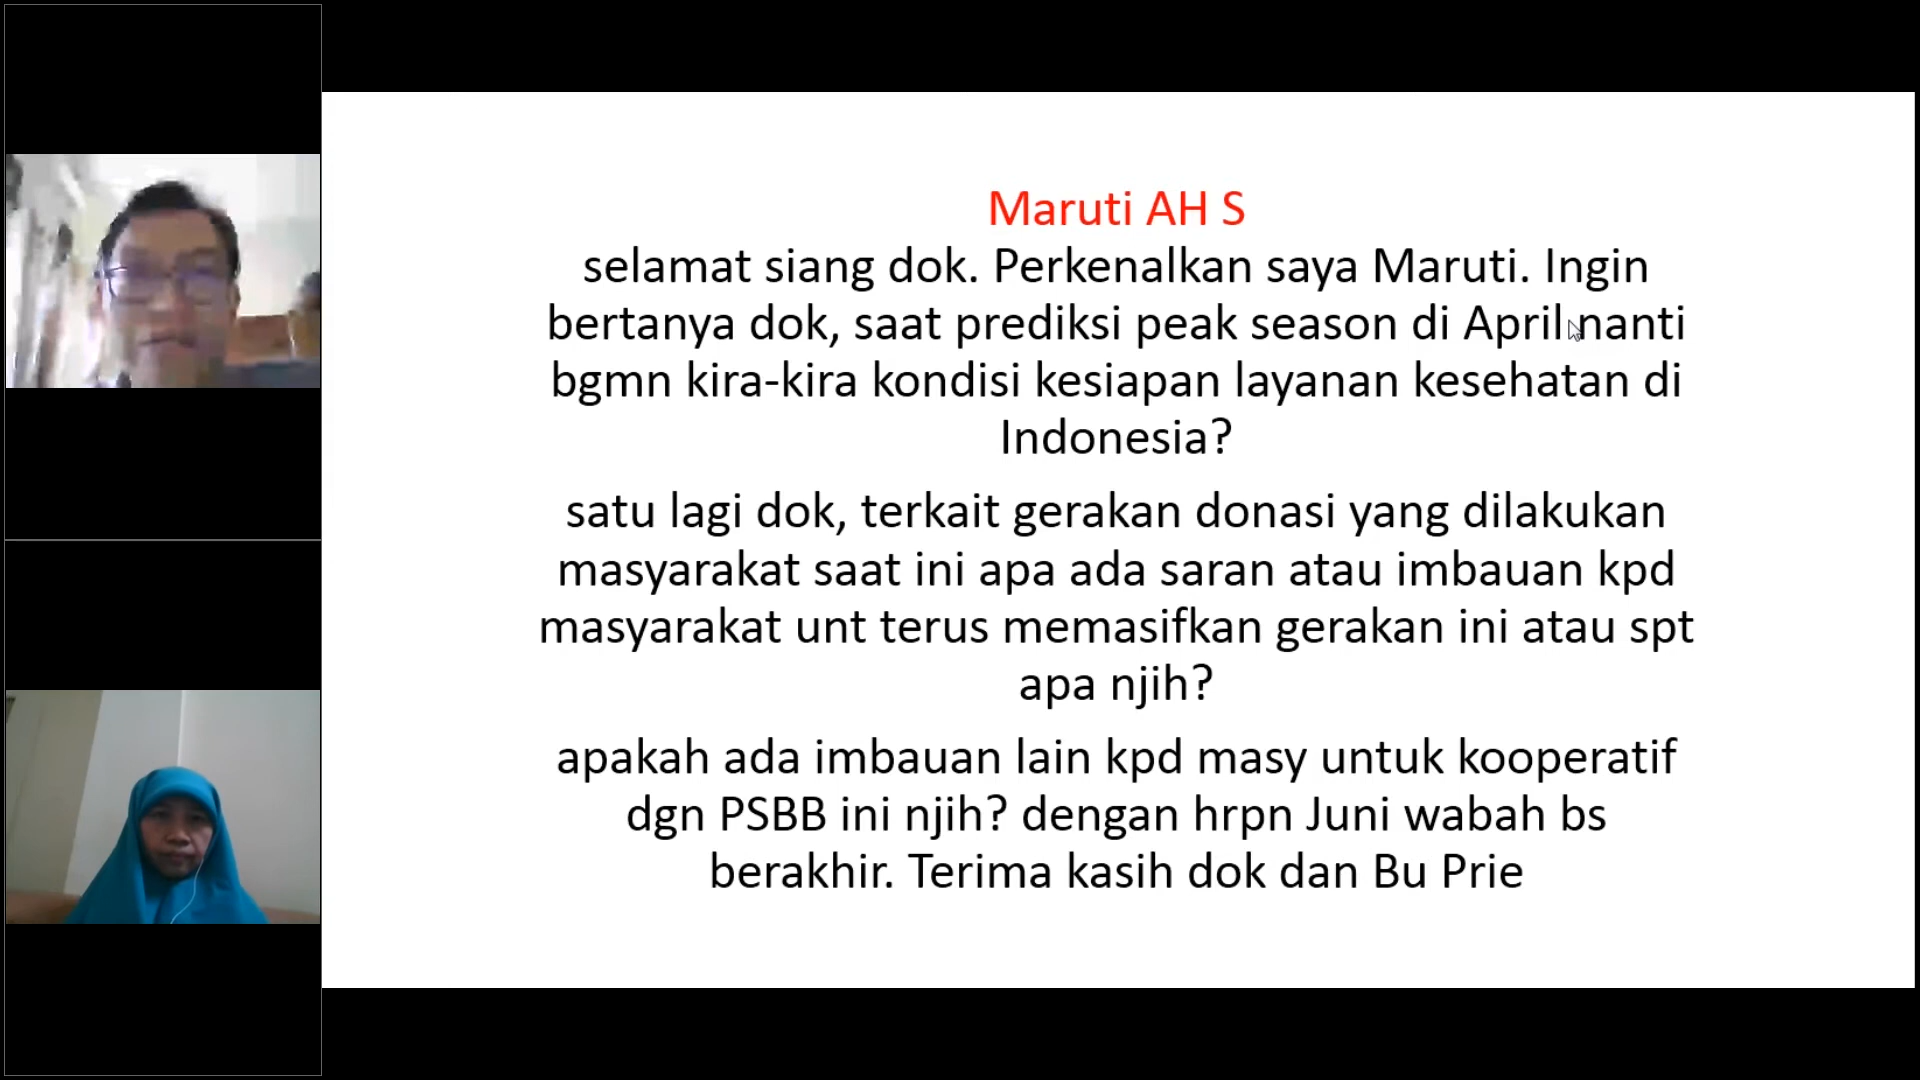 Maruti AH S
selamat siang dok. Perkenalkan saya Maruti. Ingin
bertanya dok, saat prediksi peak season di April nanti
bgmn kira-kira kondisi kesiapan layanan kesehatan di
Indonesia?
satu lagi dok, terkait gerakan donasi yang dilakukan
masyarakat saat ini apa ada saran atau imbauan kpd
masyarakat unt terus memasifkan gerakan ini atau spt
apa njih?
apakah ada imbauan lain kpd masy untuk kooperatif
dgn PSBB ini njih? dengan hrpn Juni wabah bs
berakhir. Terima kasih dok dan Bu Prie